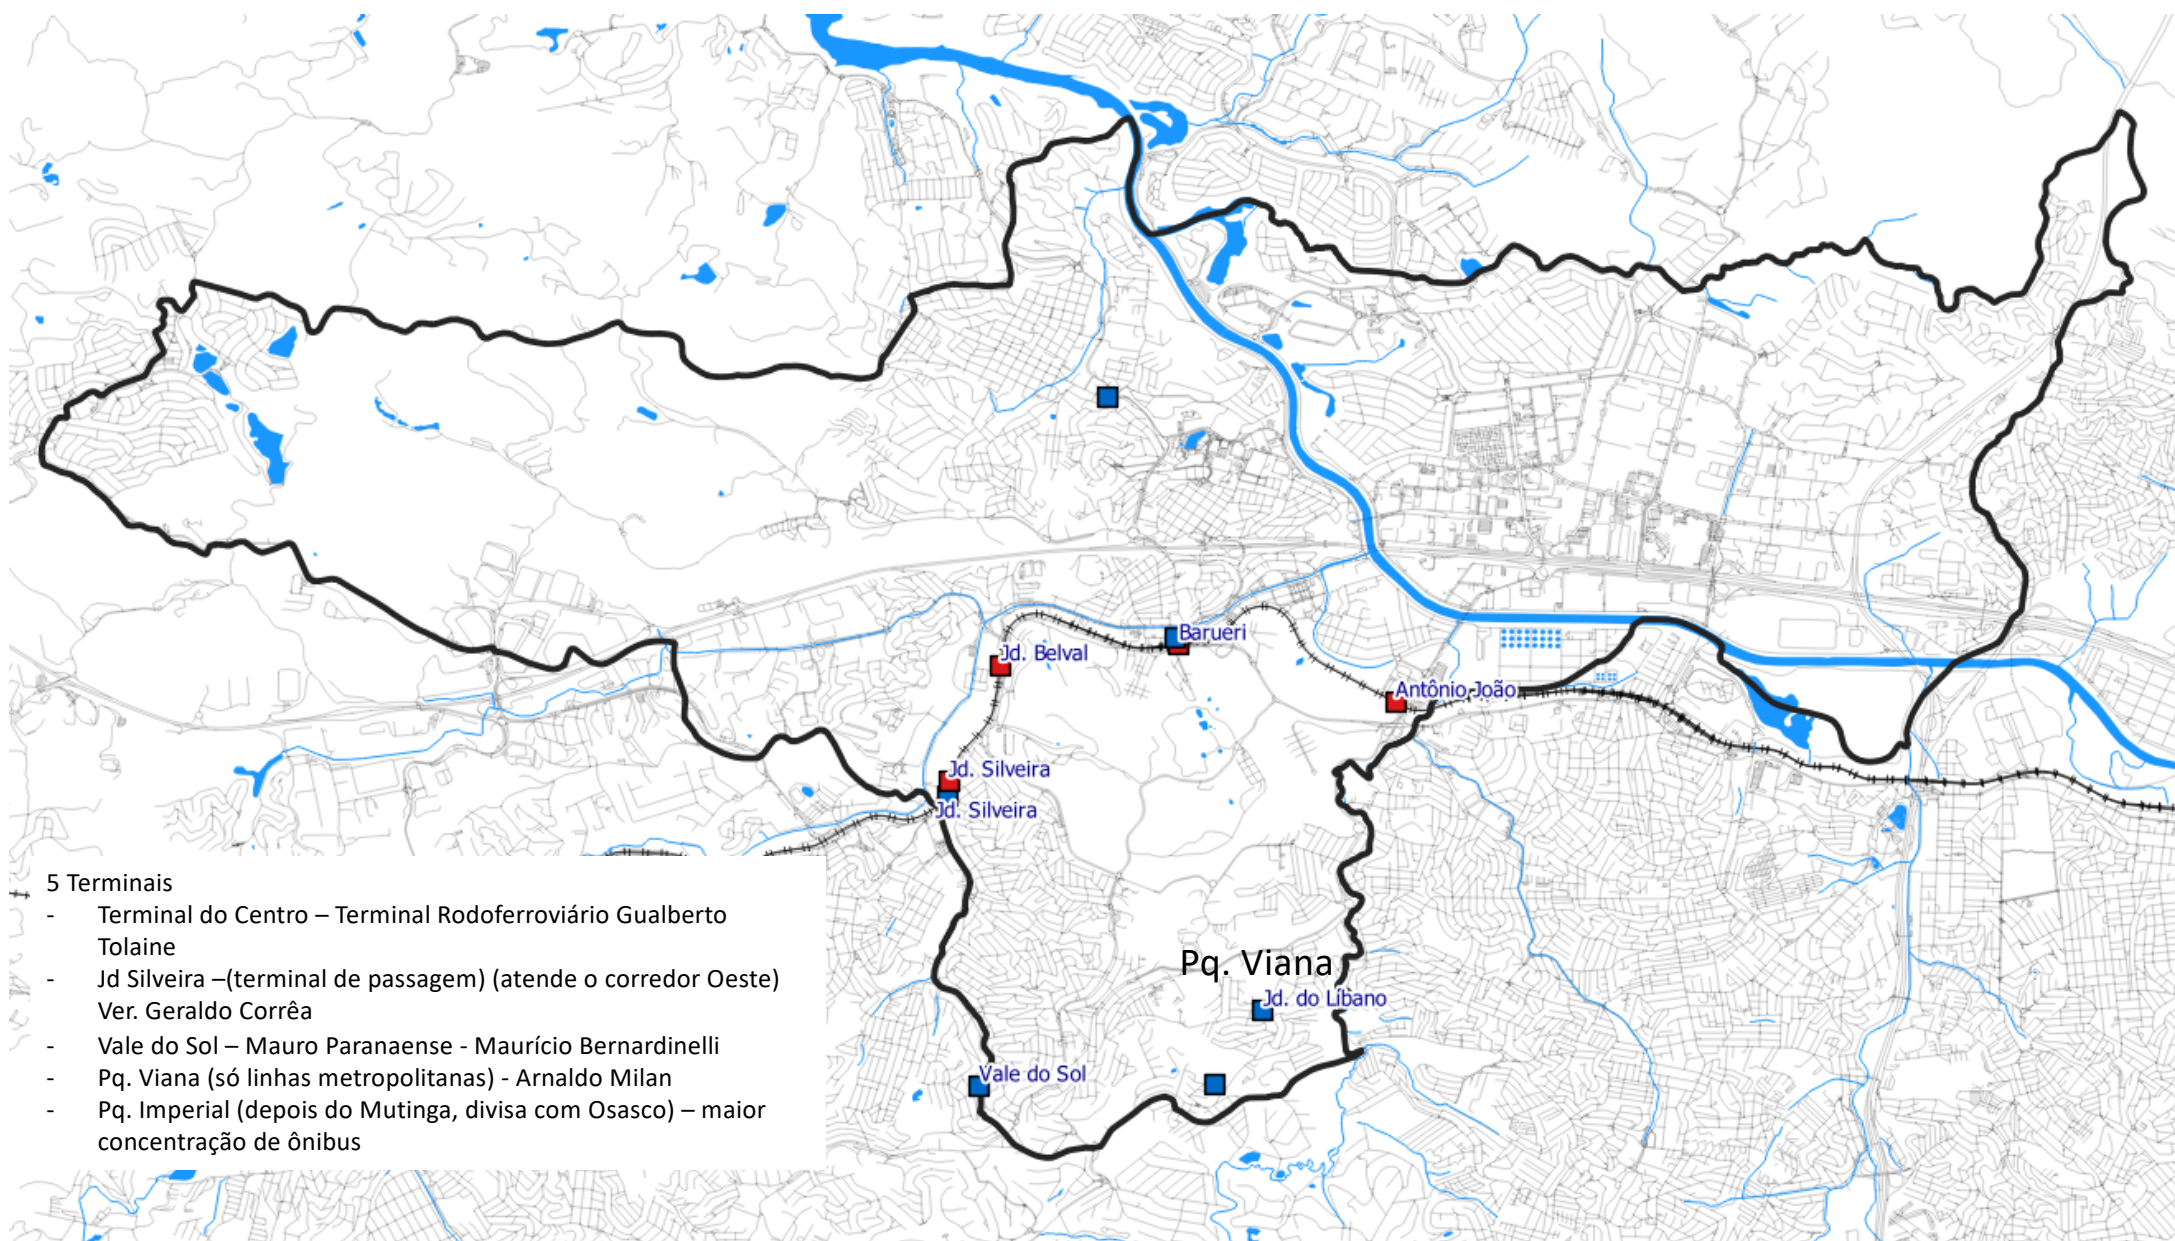 Barueri
Jd. Belval
Antônio João
Jd. Silveira
Jd. Silveira
5 Terminais
- Terminal do Centro – Terminal Rodoferroviário Gualberto
Tolaine
- Jd Silveira –(terminal de passagem) (atende o corredor Oeste)
Ver. Geraldo Corrêa
- Vale do Sol – Mauro Paranaense - Maurício Bernardinelli
- Pq. Viana (só linhas metropolitanas) - Arnaldo Milan
- Pq. Imperial (depois do Mutinga, divisa com Osasco) – maior
concentração de ônibus
Pq. Viana
Jd. do Líbano
Vale do Sol